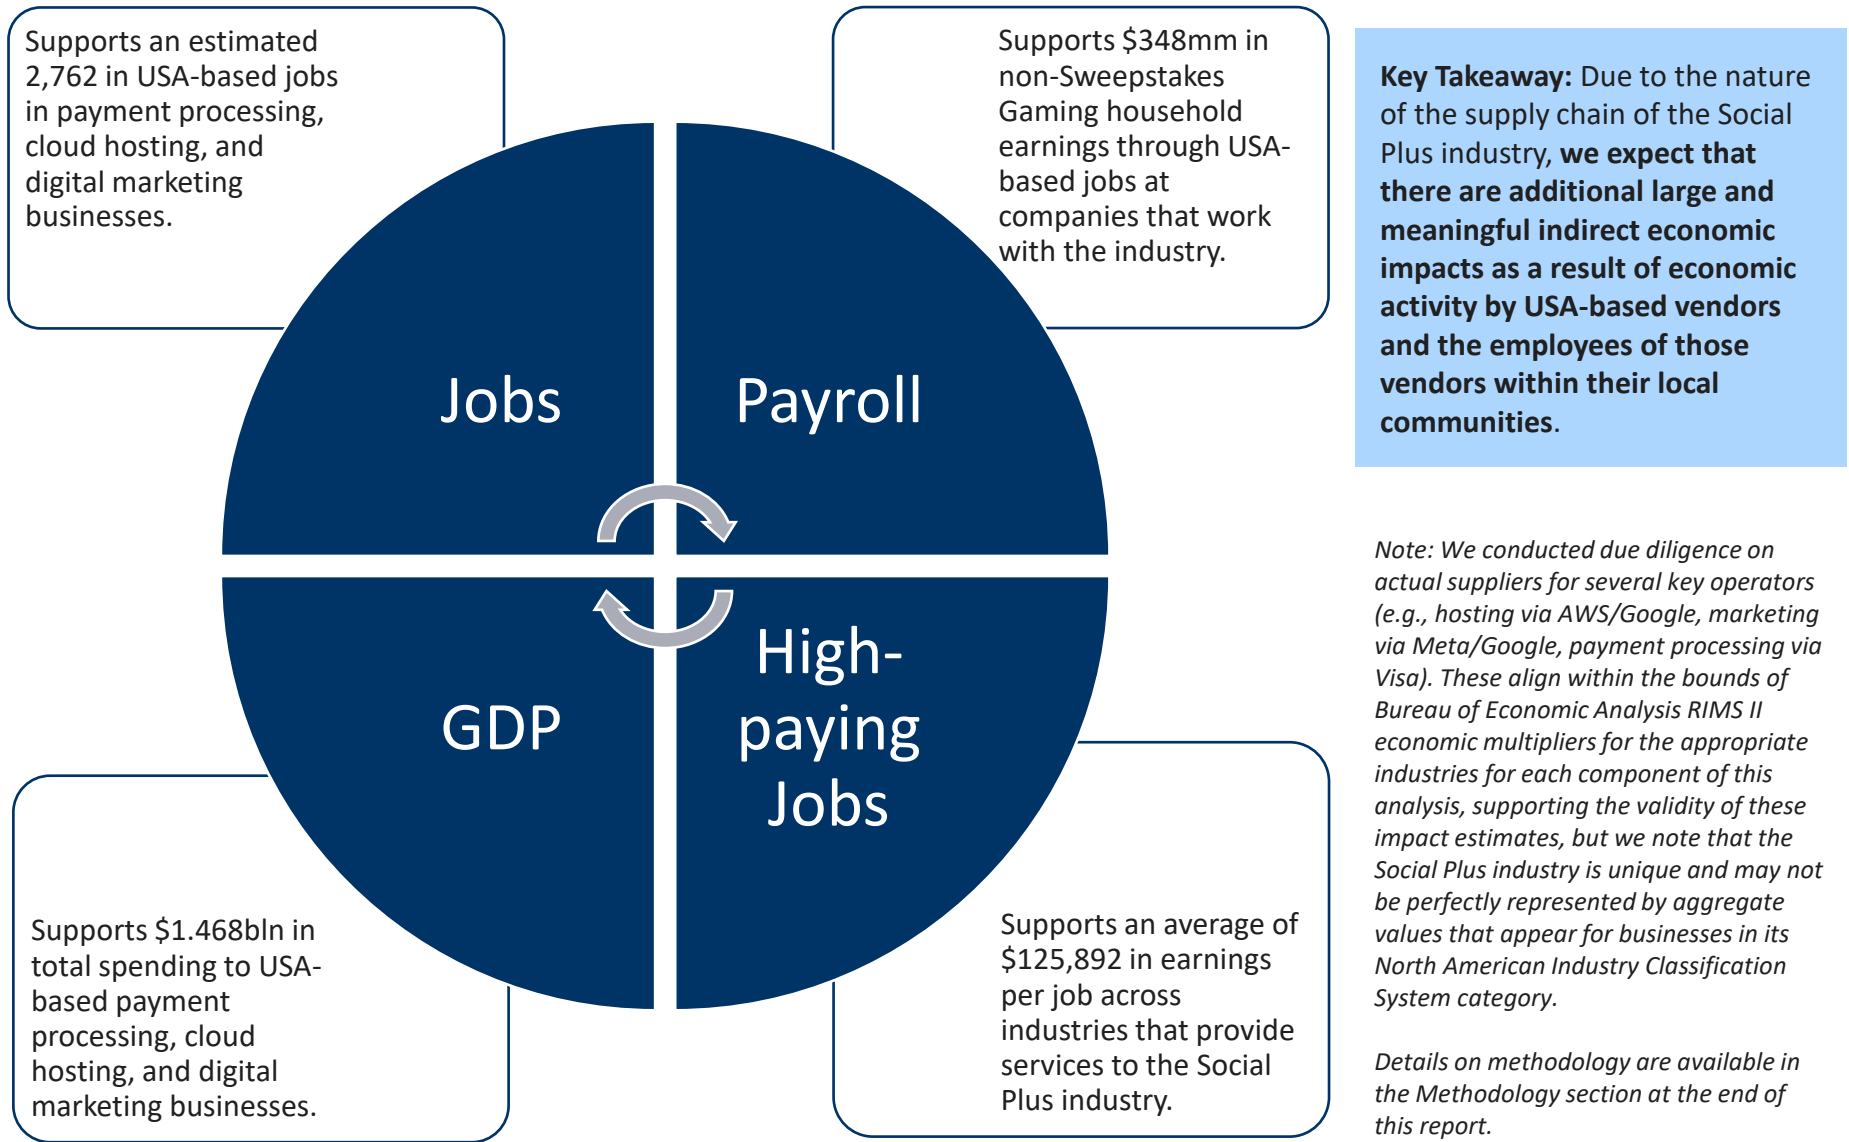 Supports an estimated
2,762 in USA-based jobs
in payment processing,
cloud hosting, and
digital marketing
businesses.
Supports $348mm in
non-Sweepstakes
Gaming household
earnings through USA-
based jobs at
companies that work
with the industry.
Jobs
Payroll
GDP
High-
paying
Jobs
Supports $1.468bln in
total spending to USA-
based payment
processing, cloud
hosting, and digital
marketing businesses.
Supports an average of
$125,892 in earnings
per job across
industries that provide
services to the Social
Plus industry.
Key Takeaway: Due to the nature
of the supply chain of the Social
Plus industry, we expect that
there are additional large and
meaningful indirect economic
impacts as a result of economic
activity by USA-based vendors
and the employees of those
vendors within their local
communities.
Note: We conducted due diligence on
actual suppliers for several key operators
(e.g., hosting via AWS/Google, marketing
via Meta/Google, payment processing via
Visa). These align within the bounds of
Bureau of Economic Analysis RIMS II
economic multipliers for the appropriate
industries for each component of this
analysis, supporting the validity of these
impact estimates, but we note that the
Social Plus industry is unique and may not
be perfectly represented by aggregate
values that appear for businesses in its
North American Industry Classification
System category.
Details on methodology are available in
the Methodology section at the end of
this report.